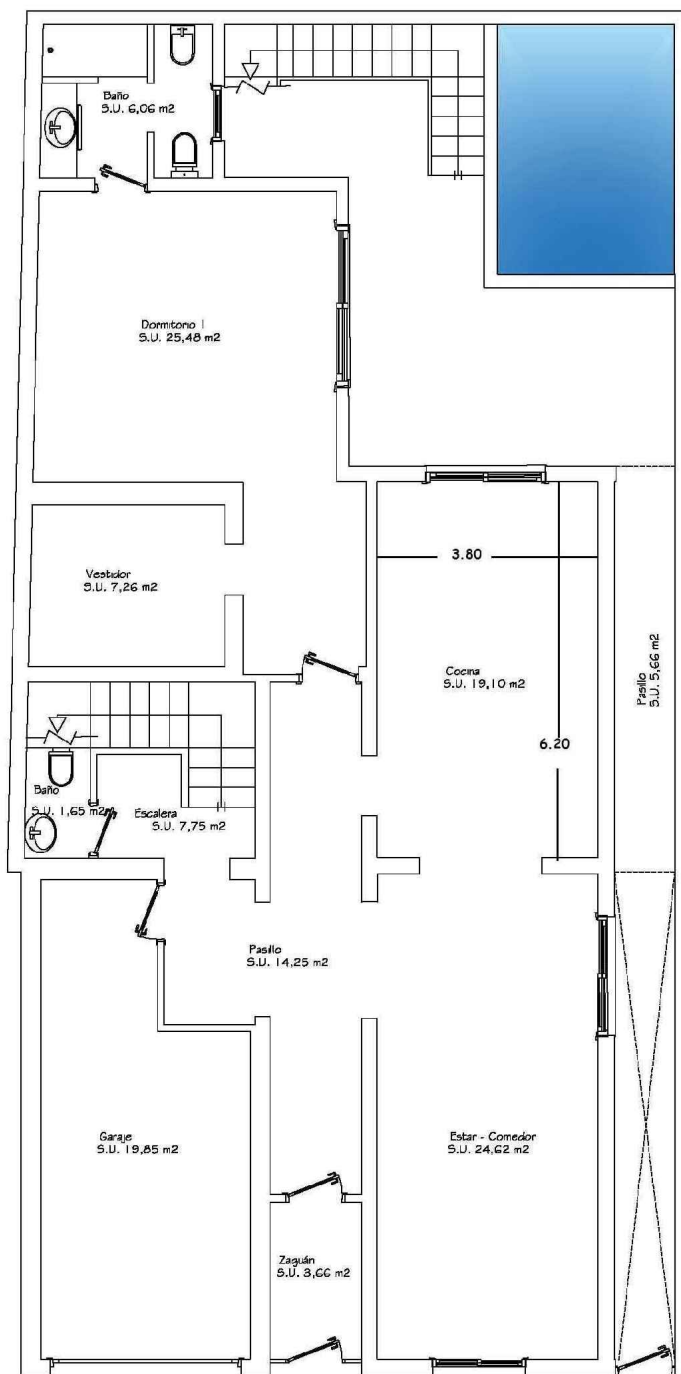 Baño
S.U. 6,06 m2
Dormitorio 1
S.U. 25,48 m2
Vestidor
S.U. 7,26 m2
3.80
Cocina
S.U. 19,10 m2
6.20
Pasillo
S.U. 5,66 m2
Baño
S.U. 1,65 m2
Escalera
S.U. 7,75 m2
Pasillo
S.U. 14,25 m2
Garaje
S.U. 19,85 m2
Estar - Comedor
S.U. 24,62 m2
Zaguán
S.U. 3,66 m2